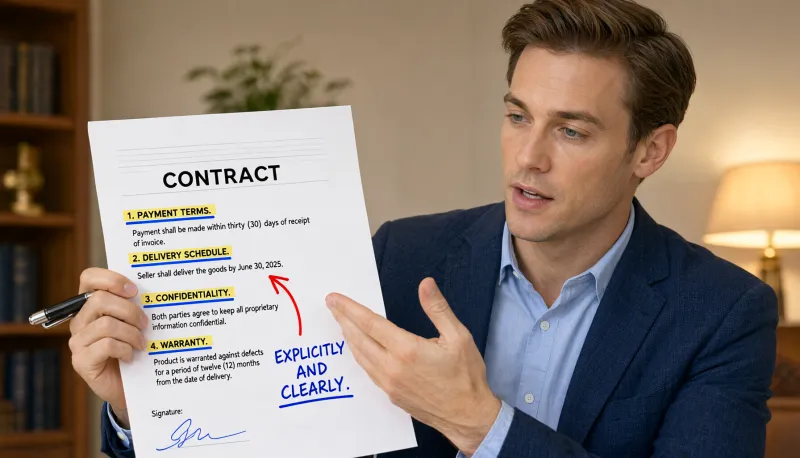 CONTRACT
1. PAYMENT TERMS.
Payment shall be made within thirty (30) days of receipt
of invoice.
2. DELIVERY SCHEDULE.
Seller shall deliver the goods by June 30, 2025.
3. CONFIDENTIALITY.
Both parties agree to keep all proprietary
information confidential.
4. WARRANTY.
Product is warranted against defects
for a period of twelve (12) months
from the date of delivery.
EXPLICITLY
AND
CLEARLY.
Signature: